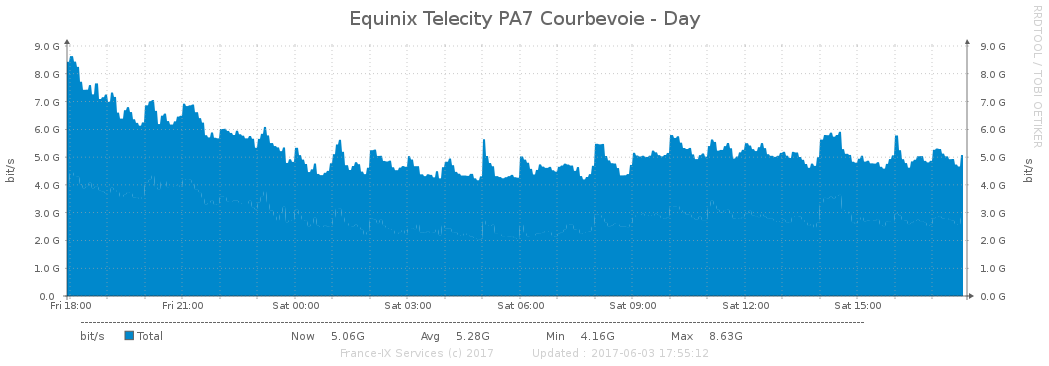 Equinix Telecity PA7 Courbevoie - Day
RRDTOOL / TOBI OETIKER
bit/s
bit/s
9.0 G 9.0 G
8.0 G 8.0 G
7.0 G 7.0 G
6.0 G 6.0 G
5.0 G 5.0 G
4.0 G 4.0 G
3.0 G 3.0 G
2.0 G 2.0 G
1.0 G 1.0 G
0.0 0.0 G
Fri 18:00 Fri 21:00 Sat 00:00 Sat 03:00 Sat 06:00 Sat 09:00 Sat 12:00 Sat 15:00
bit/s Total Now 5.06G Avg 5.28G Min 4.16G Max 8.63G
France-IX Services (c) 2017 Updated : 2017-06-03 17:55:12